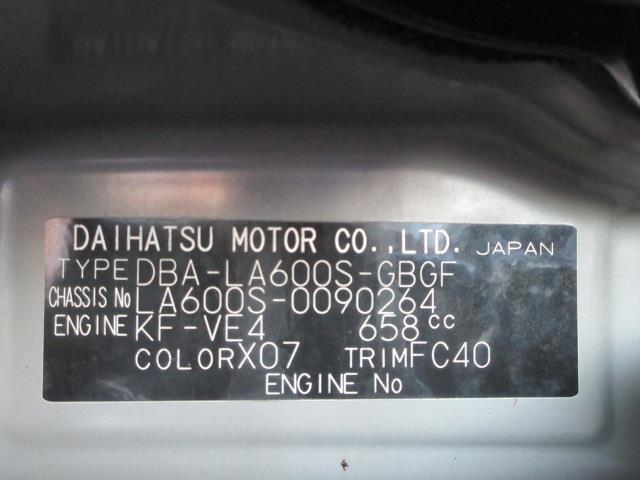 DAIHATSU MOTOR CO.,LTD. JAPAN
TYPE DBA-LA600S-GBGF
CHASSIS No LA600S-0090264
ENGINE KF-VE4 658cc
COLOR X07 TRIM FC40
ENGINE No